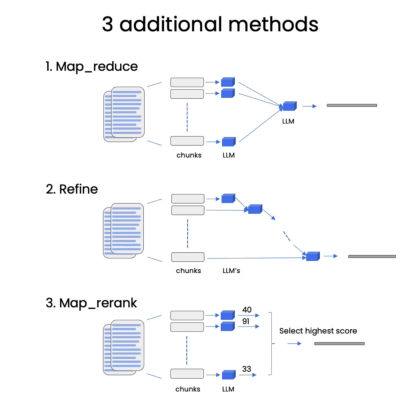 3 additional methods
1. Map_reduce
LLM
chunks LLM
2. Refine
chunks LLM's
3. Map_rerank
40
91
Select highest score
33
chunks LLM